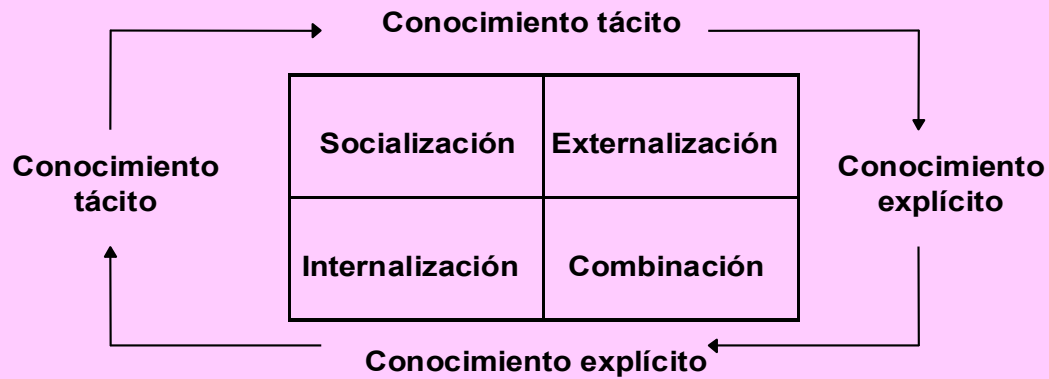 Conocimiento tácito
Socialización
Externalización
Conocimiento
tácito
Conocimiento
explícito
Internalización
Combinación
Conocimiento explícito